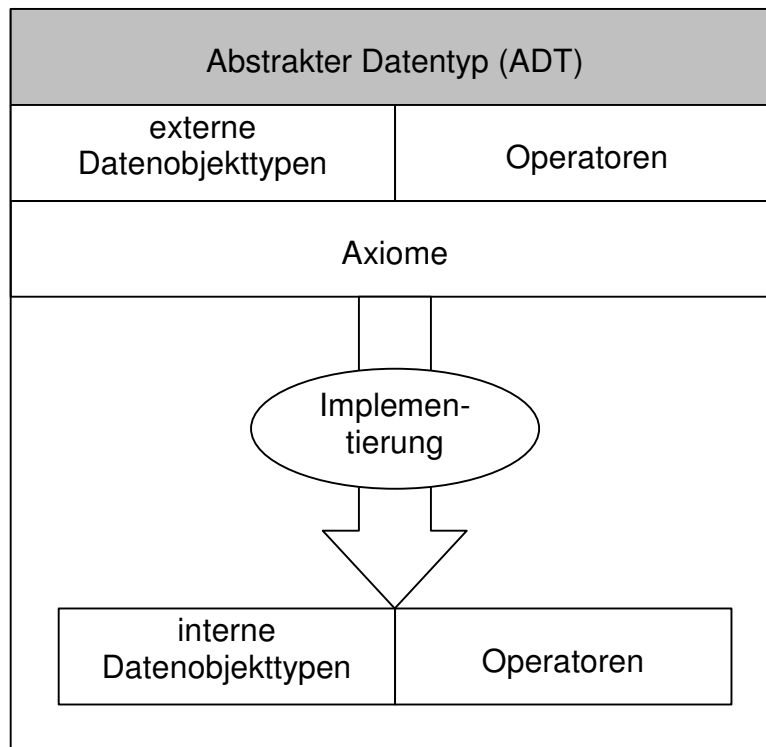 Abstrakter Datentyp (ADT)
externe
Datenobjekttypen
Operatoren
Axiome
Implemen-
tierung
interne
Datenobjekttypen
Operatoren